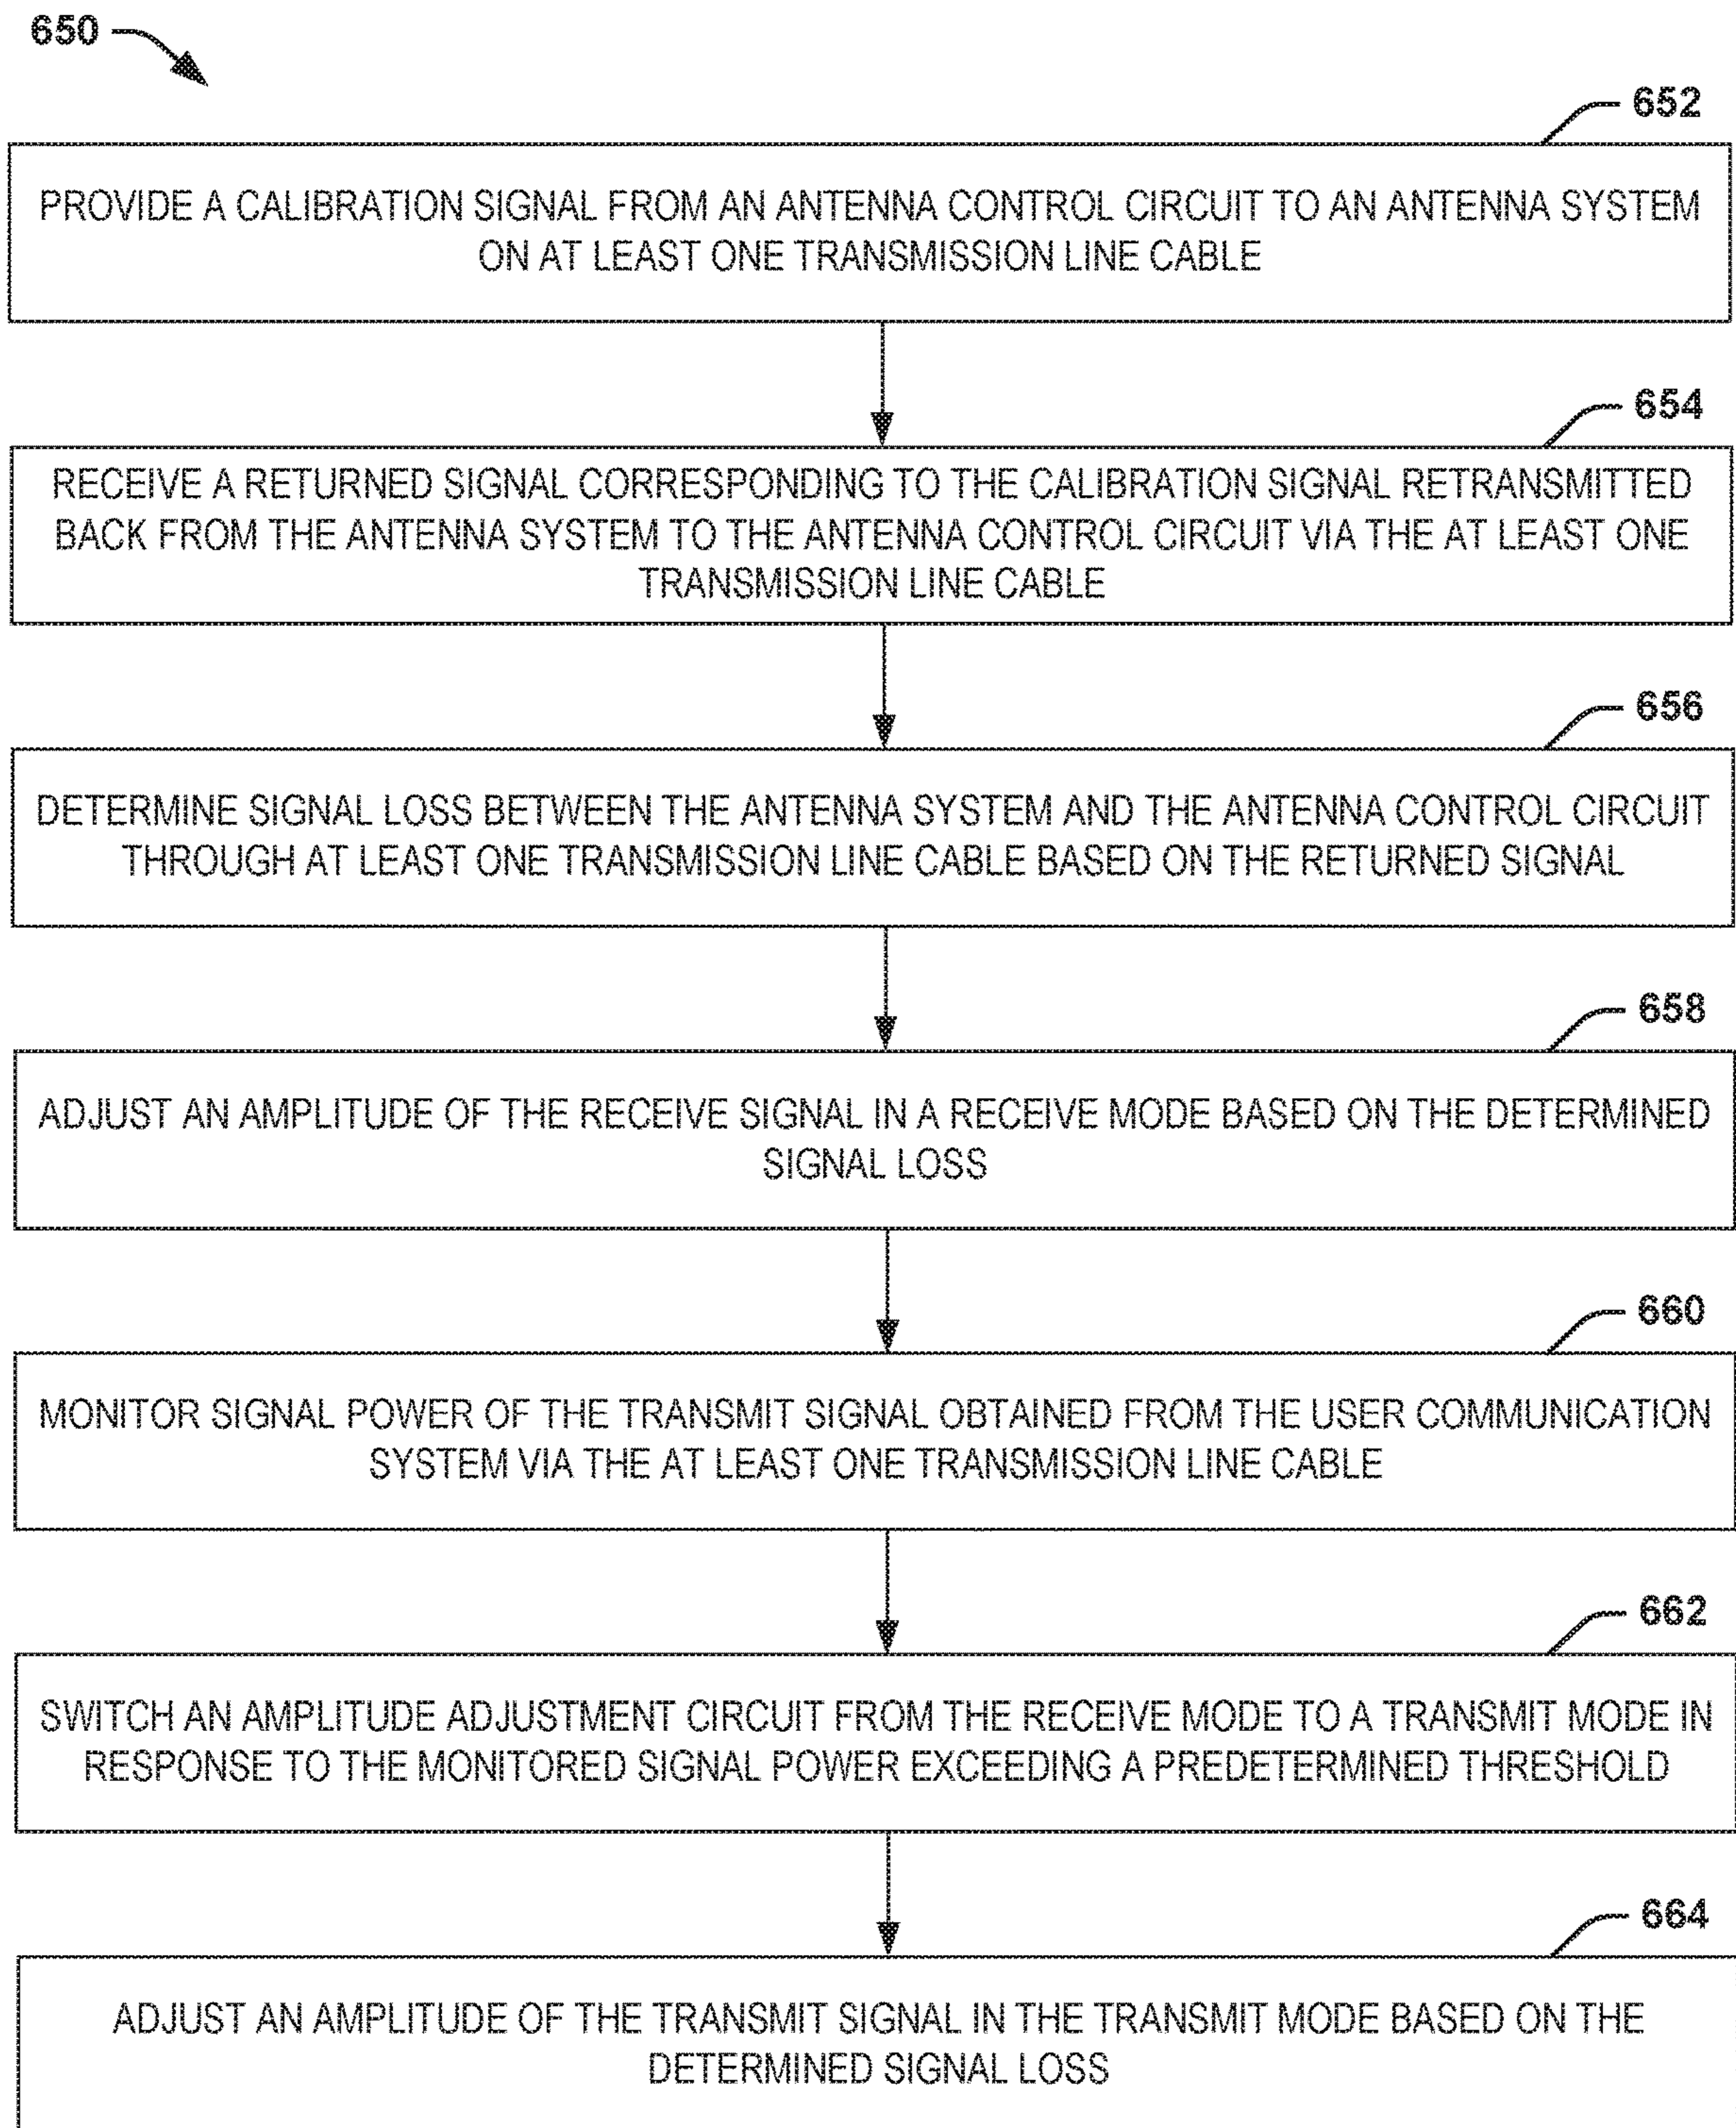 650
652
PROVIDE A CALIBRATION SIGNAL FROM AN ANTENNA CONTROL CIRCUIT TO AN ANTENNA SYSTEM
ON AT LEAST ONE TRANSMISSION LINE CABLE
654
RECEIVE A RETURNED SIGNAL CORRESPONDING TO THE CALIBRATION SIGNAL RETRANSMITTED
BACK FROM THE ANTENNA SYSTEM TO THE ANTENNA CONTROL CIRCUIT VIA THE AT LEAST ONE
TRANSMISSION LINE CABLE
656
DETERMINE SIGNAL LOSS BETWEEN THE ANTENNA SYSTEM AND THE ANTENNA CONTROL CIRCUIT
THROUGH AT LEAST ONE TRANSMISSION LINE CABLE BASED ON THE RETURNED SIGNAL
658
ADJUST AN AMPLITUDE OF THE RECEIVE SIGNAL IN A RECEIVE MODE BASED ON THE DETERMINED
SIGNAL LOSS
660
MONITOR SIGNAL POWER OF THE TRANSMIT SIGNAL OBTAINED FROM THE USER COMMUNICATION
SYSTEM VIA THE AT LEAST ONE TRANSMISSION LINE CABLE
662
SWITCH AN AMPLITUDE ADJUSTMENT CIRCUIT FROM THE RECEIVE MODE TO A TRANSMIT MODE IN
RESPONSE TO THE MONITORED SIGNAL POWER EXCEEDING A PREDETERMINED THRESHOLD
664
ADJUST AN AMPLITUDE OF THE TRANSMIT SIGNAL IN THE TRANSMIT MODE BASED ON THE
DETERMINED SIGNAL LOSS